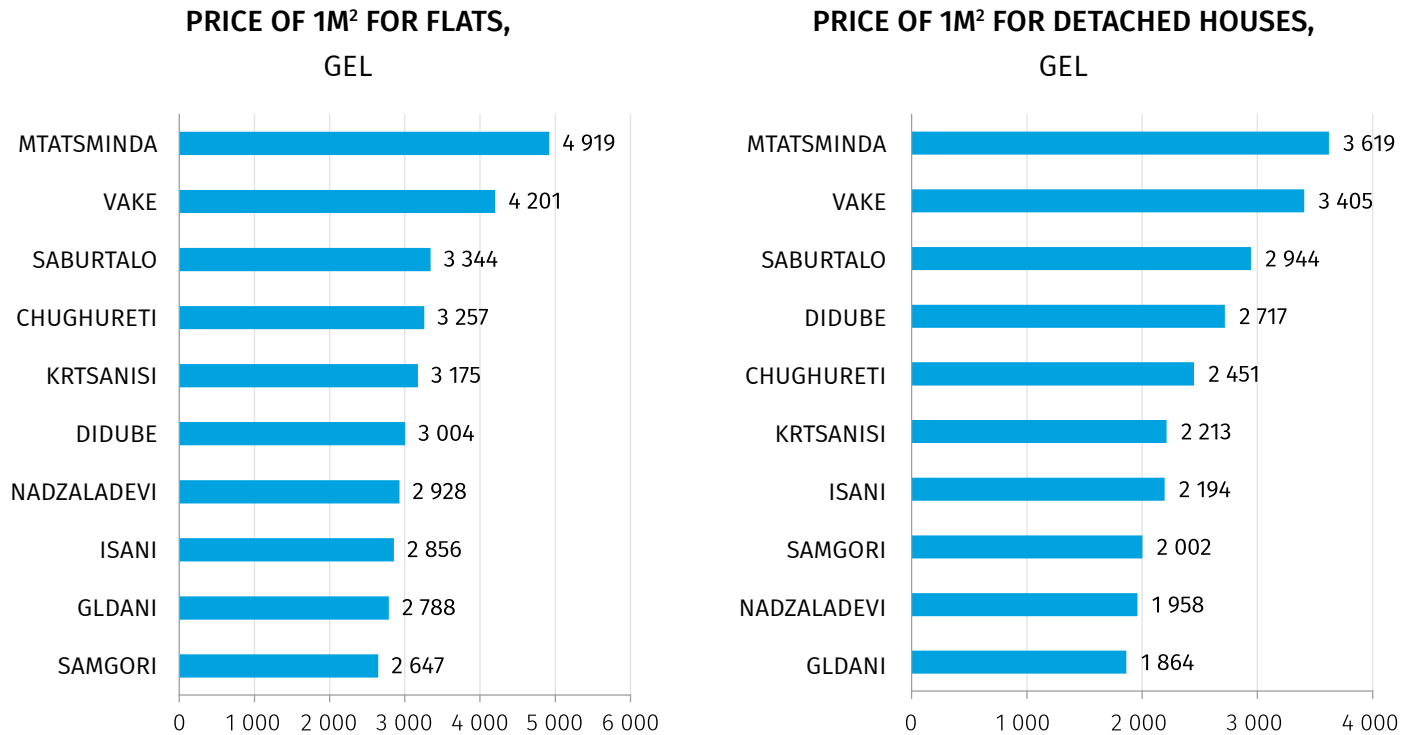 PRICE OF 1M² FOR FLATS,
GEL
MTATSMINDA 4 919
VAKE 4 201
SABURTALO 3 344
CHUGHURETI 3 257
KRTSANISI 3 175
DIDUBE 3 004
NADZALADEVI 2 928
ISANI 2 856
GLDANI 2 788
SAMGORI 2 647
0 1 000 2 000 3 000 4 000 5 000 6 000
PRICE OF 1M² FOR DETACHED HOUSES,
GEL
MTATSMINDA 3 619
VAKE 3 405
SABURTALO 2 944
DIDUBE 2 717
CHUGHURETI 2 451
KRTSANISI 2 213
ISANI 2 194
SAMGORI 2 002
NADZALADEVI 1 958
GLDANI 1 864
0 1 000 2 000 3 000 4 000